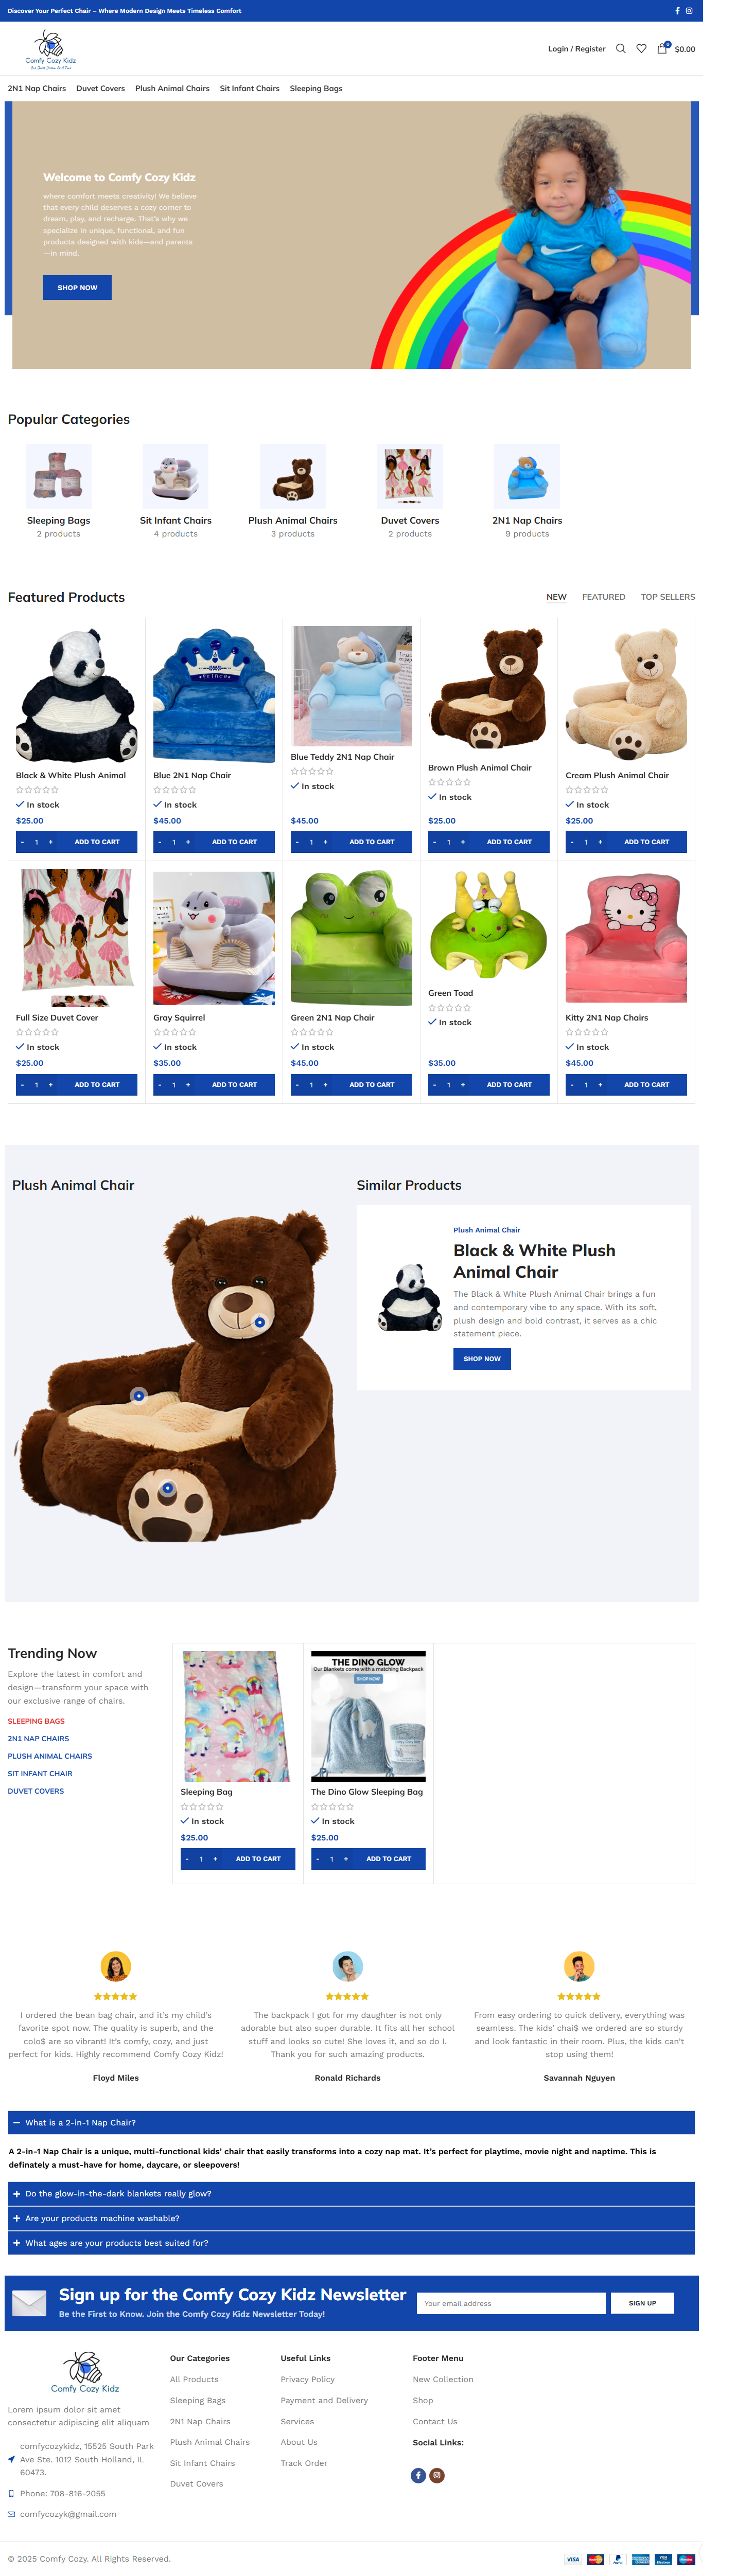 Discover Your Perfect Chair – Where Modern Design Meets Timeless Comfort
Comfy Cozy Kidz
Login / Register
0
$0.00
2N1 Nap Chairs
Duvet Covers
Plush Animal Chairs
Sit Infant Chairs
Sleeping Bags
Welcome to Comfy Cozy Kidz
where comfort meets creativity! We believe
that every child deserves a cozy corner to
dream, play, and recharge. That's why we
specialize in unique, functional, and fun
products designed with kids—and parents
—in mind.
SHOP NOW
Popular Categories
Sleeping Bags
2 products
Sit Infant Chairs
4 products
Plush Animal Chairs
3 products
Duvet Covers
2 products
2N1 Nap Chairs
9 products
Featured Products
NEW
FEATURED
TOP SELLERS
Prince
Black & White Plush Animal
In stock
$25.00
- 1 + ADD TO CART
Blue 2N1 Nap Chair
In stock
$45.00
- 1 + ADD TO CART
Blue Teddy 2N1 Nap Chair
In stock
$45.00
- 1 + ADD TO CART
Brown Plush Animal Chair
In stock
$25.00
- 1 + ADD TO CART
Cream Plush Animal Chair
In stock
$25.00
- 1 + ADD TO CART
Full Size Duvet Cover
In stock
$25.00
- 1 + ADD TO CART
Gray Squirrel
In stock
$35.00
- 1 + ADD TO CART
Green 2N1 Nap Chair
In stock
$45.00
- 1 + ADD TO CART
Green Toad
In stock
$35.00
- 1 + ADD TO CART
Kitty 2N1 Nap Chairs
In stock
$45.00
- 1 + ADD TO CART
Plush Animal Chair
Similar Products
Plush Animal Chair
Black & White Plush
Animal Chair
The Black & White Plush Animal Chair brings a fun
and contemporary vibe to any space. With its soft,
plush design and bold contrast, it serves as a chic
statement piece.
SHOP NOW
Trending Now
Explore the latest in comfort and
design—transform your space with
our exclusive range of chairs.
SLEEPING BAGS
2N1 NAP CHAIRS
PLUSH ANIMAL CHAIRS
SIT INFANT CHAIR
DUVET COVERS
Sleeping Bag
In stock
$25.00
- 1 + ADD TO CART
THE DINO GLOW
Our Blankets come with a matching Backpack
SHOP NOW
The Dino Glow Sleeping Bag
In stock
$25.00
- 1 + ADD TO CART
I ordered the bean bag chair, and it's my child's
favorite spot now. The quality is superb, and the
colo$ are so vibrant! It's comfy, cozy, and just
perfect for kids. Highly recommend Comfy Cozy Kidz!
Floyd Miles
The backpack I got for my daughter is not only
adorable but also super durable. It fits all her school
stuff and looks so cute! She loves it, and so do I.
Thank you for such amazing products.
Ronald Richards
From easy ordering to quick delivery, everything was
seamless. The kids' chai$ we ordered are so sturdy
and look fantastic in their room. Plus, the kids can't
stop using them!
Savannah Nguyen
What is a 2-in-1 Nap Chair?
A 2-in-1 Nap Chair is a unique, multi-functional kids' chair that easily transforms into a cozy nap mat. It's perfect for playtime, movie night and naptime. This is
definately a must-have for home, daycare, or sleepovers!
Do the glow-in-the-dark blankets really glow?
Are your products machine washable?
What ages are your products best suited for?
Sign up for the Comfy Cozy Kidz Newsletter
Be the First to Know. Join the Comfy Cozy Kidz Newsletter Today!
Your email address
SIGN UP
Comfy Cozy Kidz
Lorem ipsum dolor sit amet
consectetur adipiscing elit aliquam
comfycozykidz, 15525 South Park
Ave Ste. 1012 South Holland, IL
60473.
Phone: 708-816-2055
comfycozyk@gmail.com
Our Categories
All Products
Sleeping Bags
2N1 Nap Chairs
Plush Animal Chairs
Sit Infant Chairs
Duvet Covers
Useful Links
Privacy Policy
Payment and Delivery
Services
About Us
Track Order
Footer Menu
New Collection
Shop
Contact Us
Social Links:
© 2025 Comfy Cozy. All Rights Reserved.
VISA
PayPal